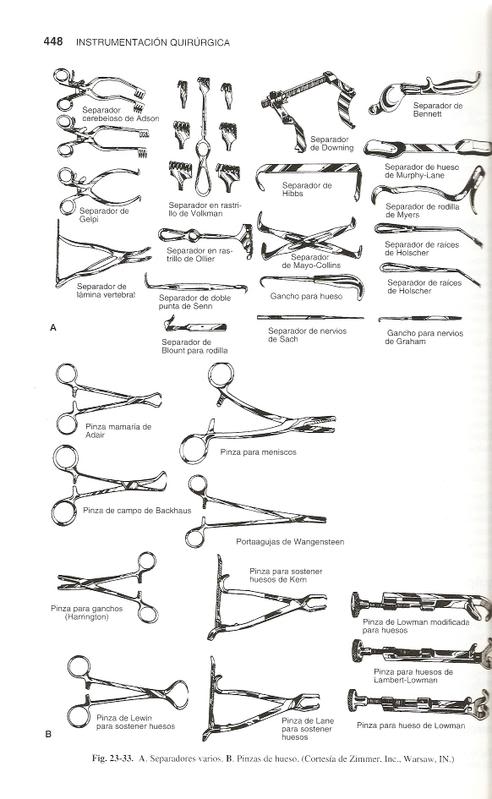 448 INSTRUMENTACIÓN QUIRÚRGICA
Separador
cerebeloso de Adson
Separador
de Downing
Separador de
Bennett
Separador de
Gelpi
Separador en rastri-
llo de Volkman
Separador de
Hibbs
Separador de hueso
de Murphy-Lane
Separador de rodilla
de Myers
Separador en ras-
trillo de Ollier
Separador
de Mayo-Collins
Separador de raíces
de Holscher
Separador de
lámina vertebral
Separador de doble
punta de Senn
Gancho para hueso
Separador de raíces
de Holscher
A
Separador de
Blount para rodilla
Separador de nervios
de Sach
Gancho para nervios
de Graham
Pinza mamaria de
Adair
Pinza para meniscos
Pinza de campo de Backhaus
Portaagujas de Wangensteen
Pinza para ganchos
(Harrington)
Pinza para sostener
huesos de Kern
Pinza de Lowman modificada
para huesos
Pinza para huesos de
Lambert-Lowman
Pinza de Lewin
para sostener huesos
Pinza de Lane
para sostener
huesos
Pinza para hueso de Lowman
B
Fig. 23-33. A. Separadores varios. B. Pinzas de hueso. (Cortesía de Zimmer, Inc., Warsaw, IN.)